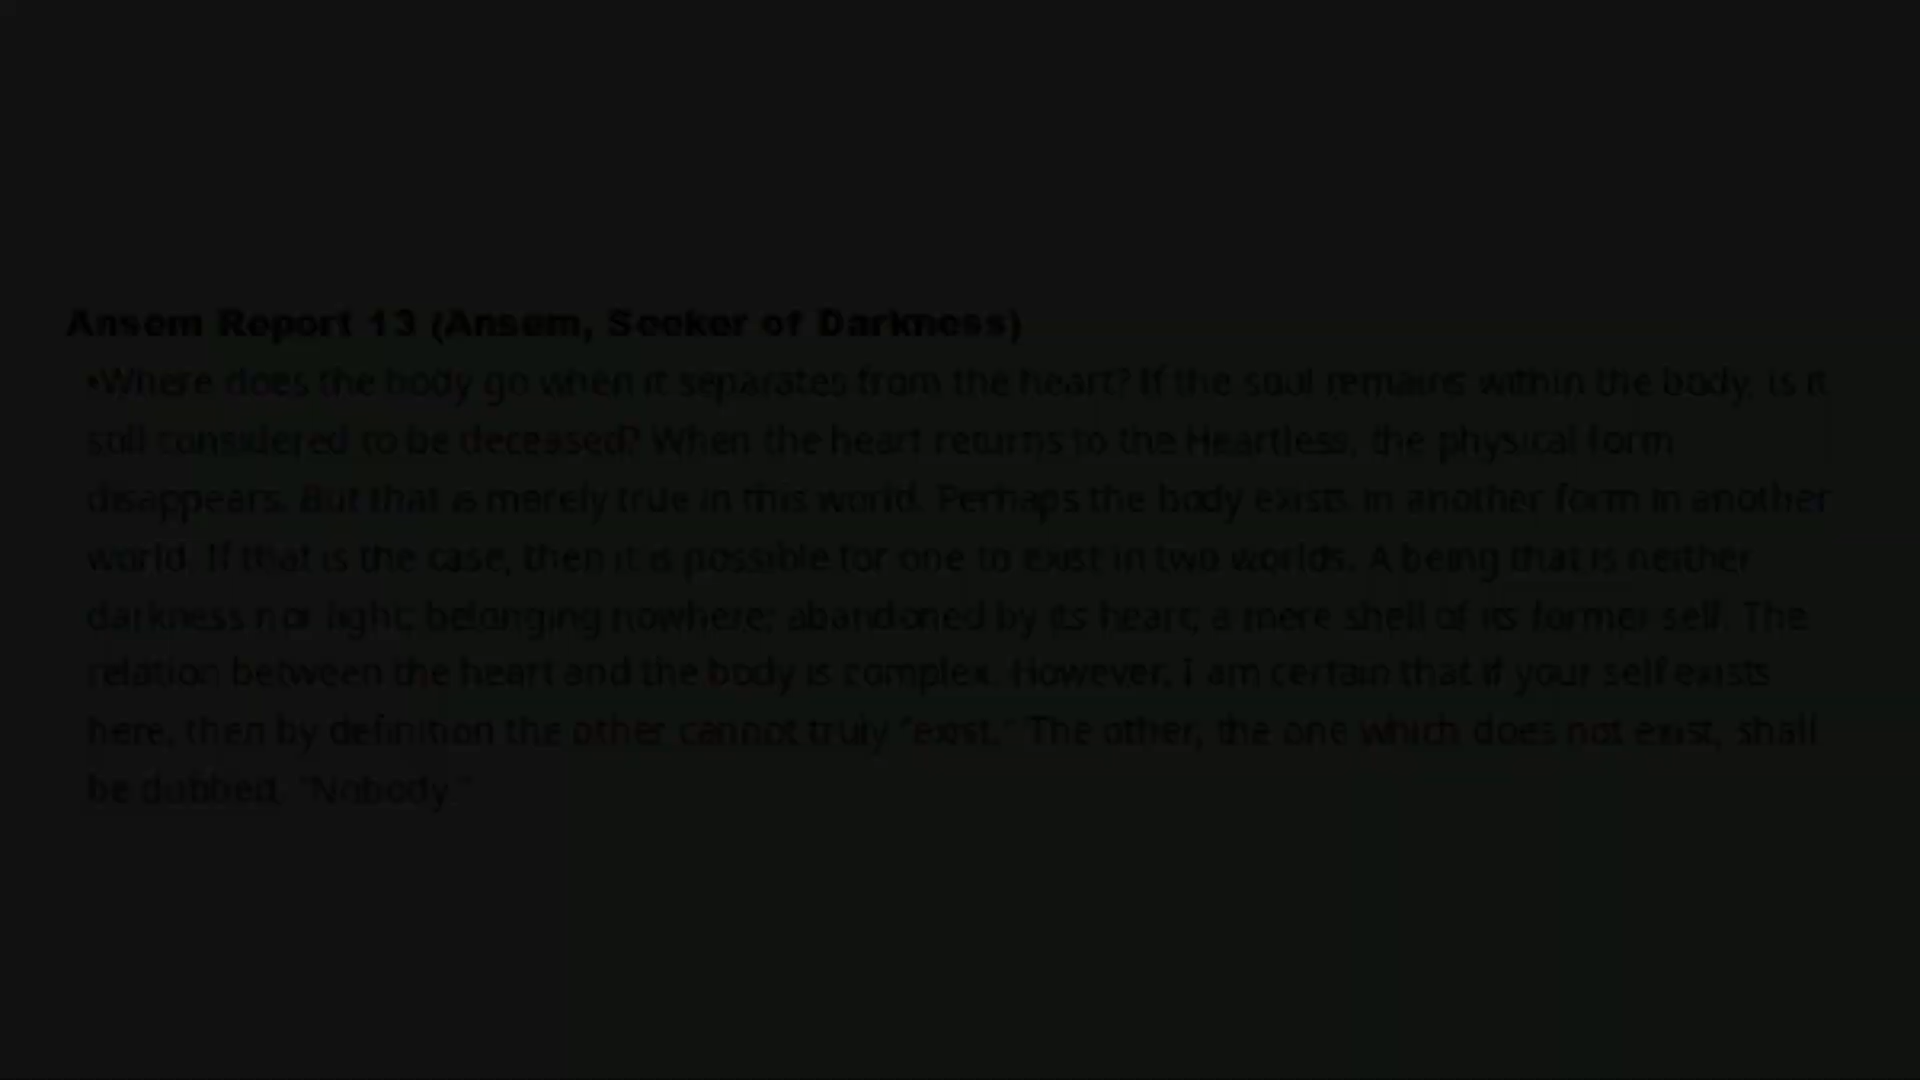 Ansem Report 13 (Ansem, Seeker of Darkness)
•Where does the body go when it separates from the heart? If the soul remains within the body, is it
still considered to be deceased? When the heart returns to the Heartless, the physical form
disappears. But that is merely true in this world. Perhaps the body exists in another form in another
world. If that is the case, then it is possible for one to exist in two worlds. A being that is neither
darkness nor light; belonging nowhere; abandoned by its heart; a mere shell of its former self. The
relation between the heart and the body is complex. However, I am certain that if your self exists
here, then by definition the other cannot truly "exist." The other, the one which does not exist, shall
be dubbed, "Nobody."